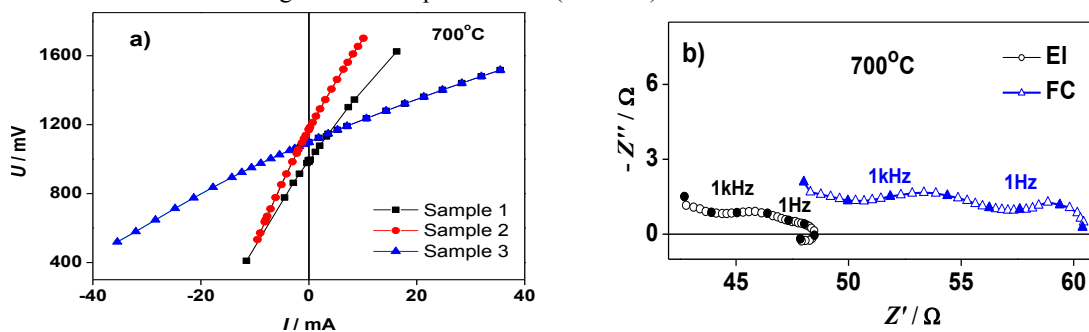 a)
700°C
1600
1200
800
400
U / mV
Sample 1
Sample 2
Sample 3
-40
-20
0
20
40
I / mA
b)
700°C
EI
FC
6
3
0
- Z'' / Ω
1kHz
1Hz
1kHz
1Hz
45
50
55
60
Z' / Ω